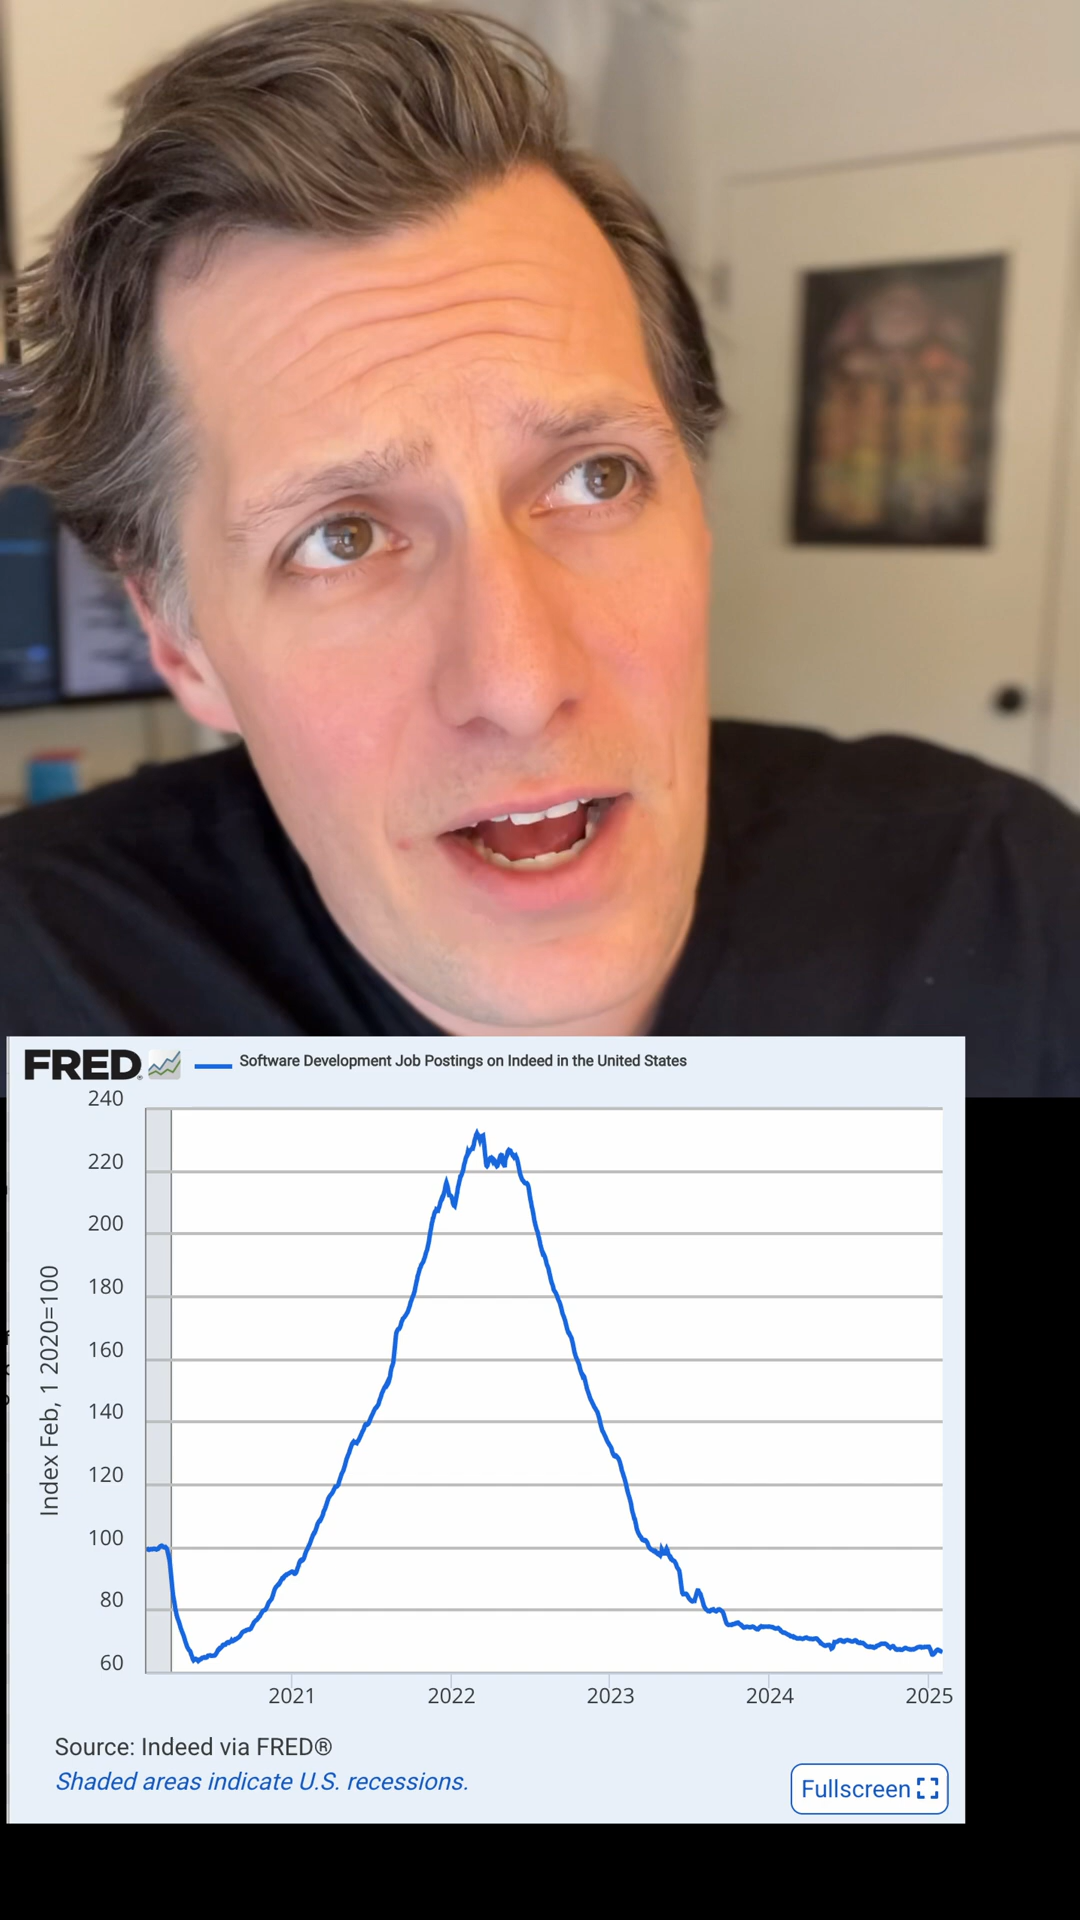 FRED® Software Development Job Postings on Indeed in the United States
Index Feb, 1 2020=100
240
220
200
180
160
140
120
100
80
60
2021 2022 2023 2024 2025
Source: Indeed via FRED®
Shaded areas indicate U.S. recessions.
Fullscreen